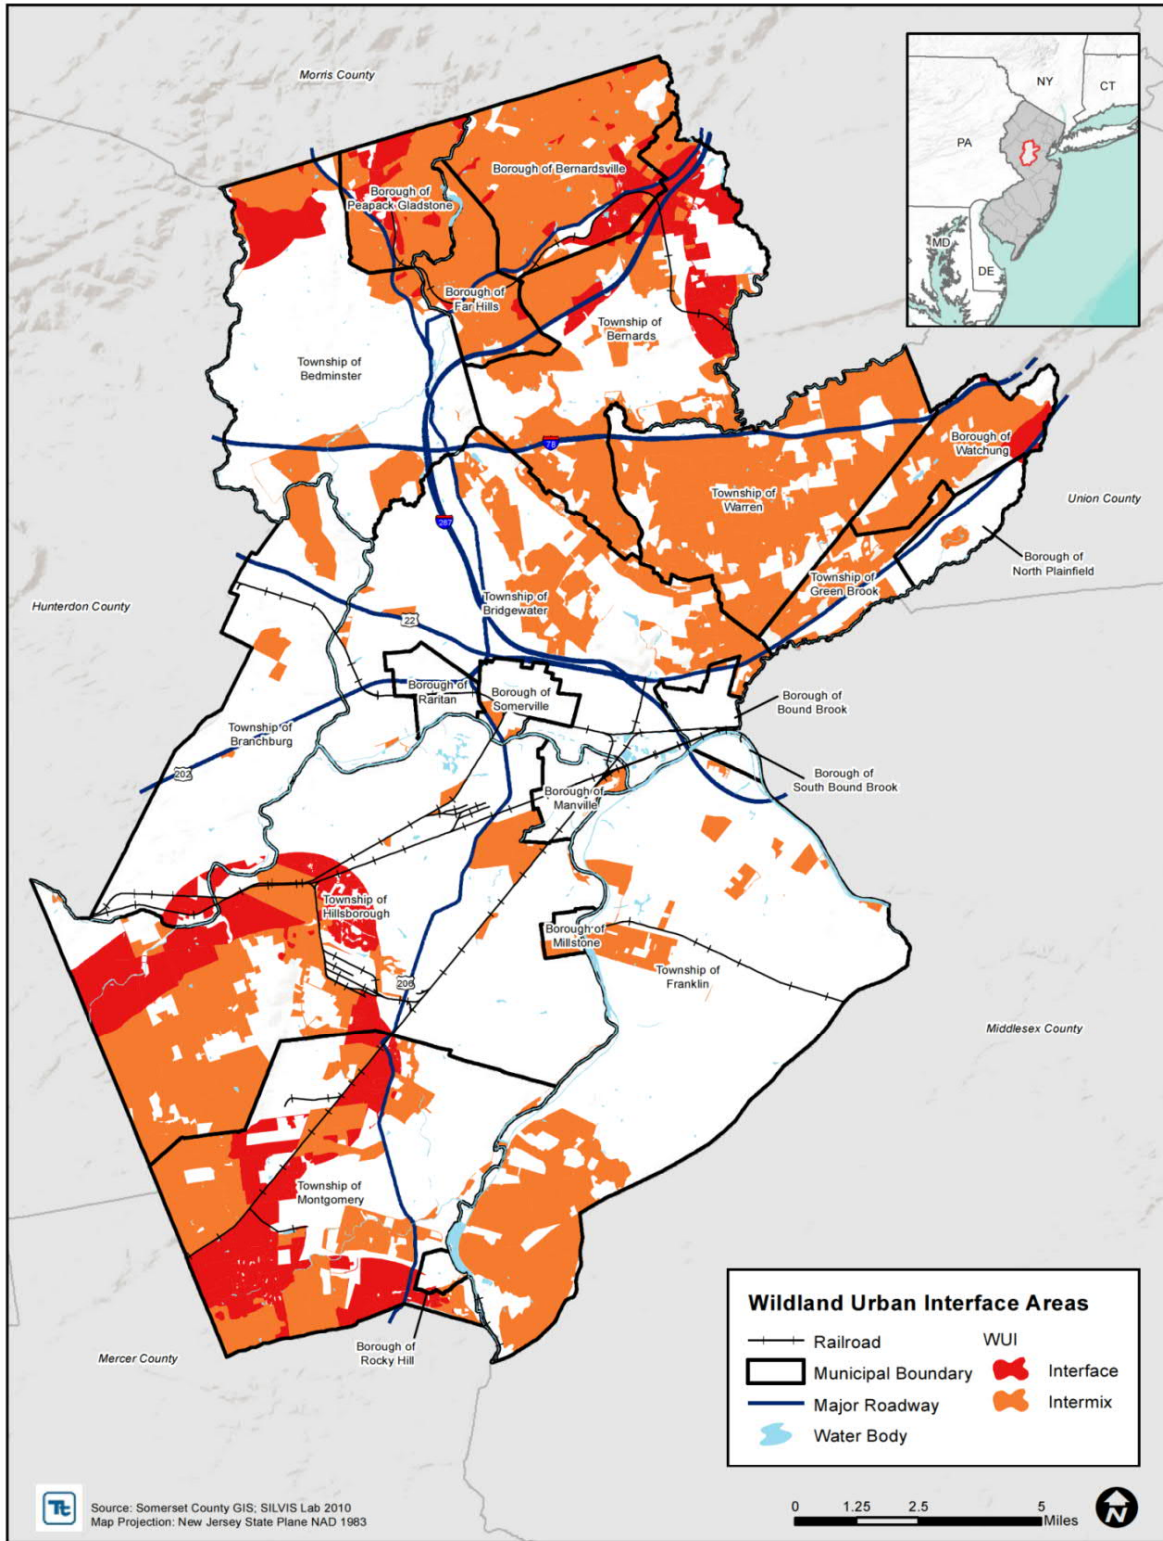 Morris County
NY
CT
PA
MD
DE
Borough of Bernardsville
Borough of
Peapack Gladstone
Borough of
Far Hills
Township of
Bernards
Township of
Bedminster
78
Borough of
Watchung
Township of
Warren
Union County
287
Borough of
North Plainfield
Township of
Green Brook
Hunterdon County
Township of
Bridgewater
22
Borough of
Raritan
Borough of
Somerville
Borough of
Bound Brook
Township of
Branchburg
202
Borough of
South Bound Brook
Borough of
Manville
Township of
Hillsborough
Borough of
Millstone
Township of
Franklin
206
Middlesex County
Township of
Montgomery
Mercer County
Borough of
Rocky Hill
Wildland Urban Interface Areas
Railroad
WUI
Municipal Boundary
Interface
Major Roadway
Intermix
Water Body
Tt
Source: Somerset County GIS; SILVIS Lab 2010
Map Projection: New Jersey State Plane NAD 1983
0 1.25 2.5 5
Miles
N